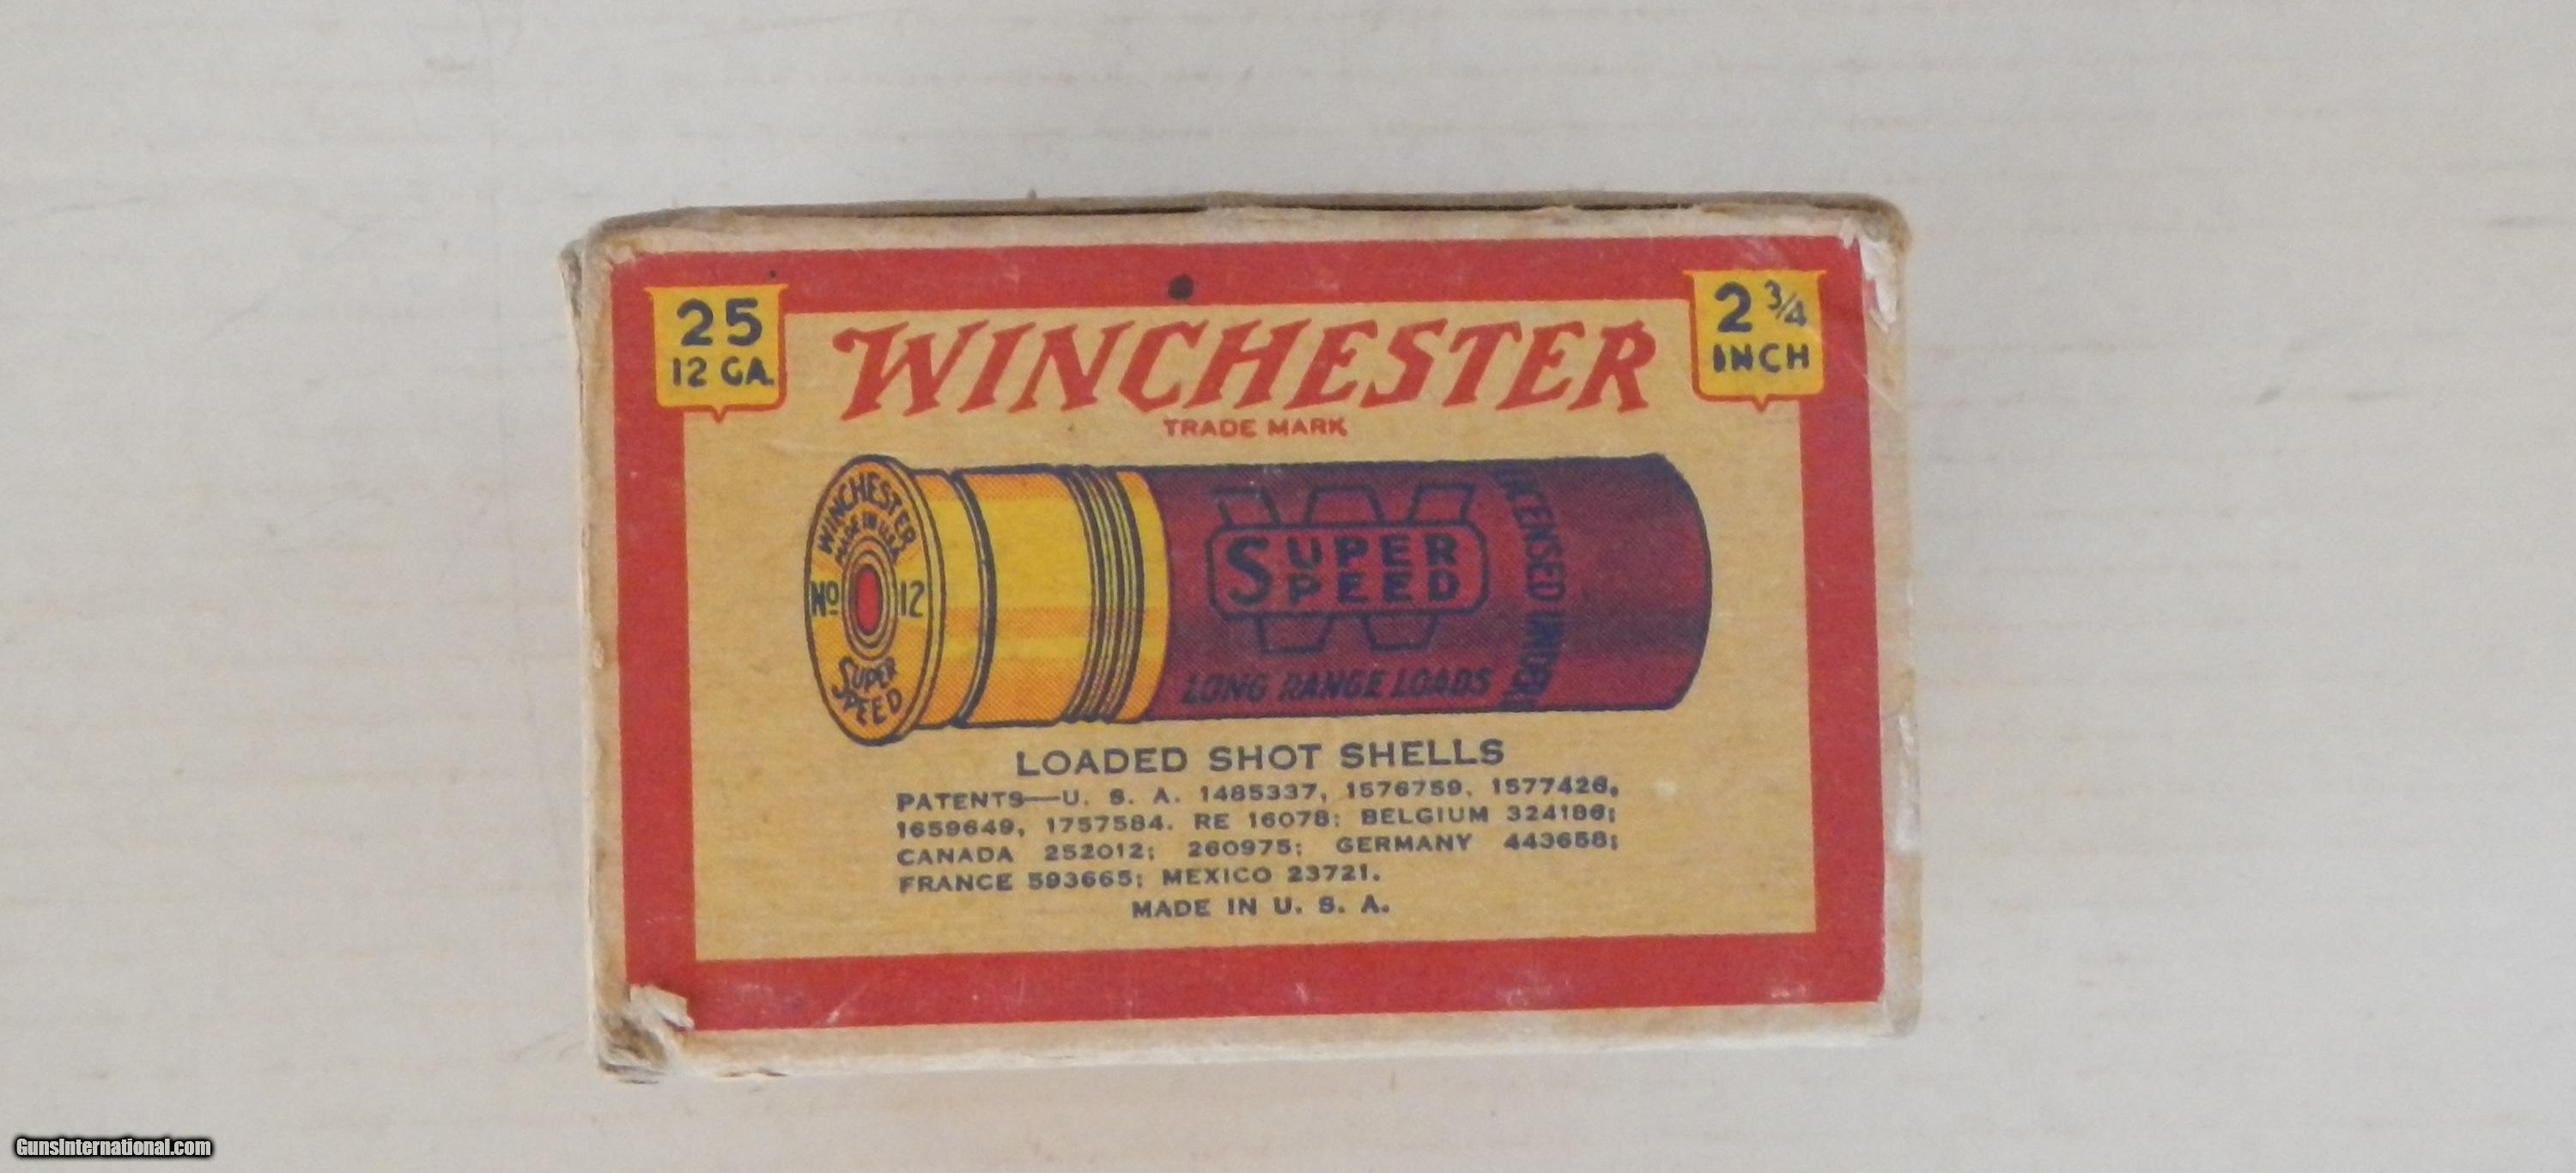 25
12 GA.
2 3/4
INCH
WINCHESTER
TRADE MARK
WINCHESTER
MADE IN U.S.A.
No 12
SUPER
SPEED
SUPER
SPEED
LONG RANGE LOADS
LICENSED UNDER
LOADED SHOT SHELLS
PATENTS—U. S. A. 1485337, 1576759, 1577426,
1659649, 1757584. RE 16078; BELGIUM 324186;
CANADA 252012; 260975; GERMANY 443658;
FRANCE 593665; MEXICO 23721.
MADE IN U. S. A.
GunsInternational.com